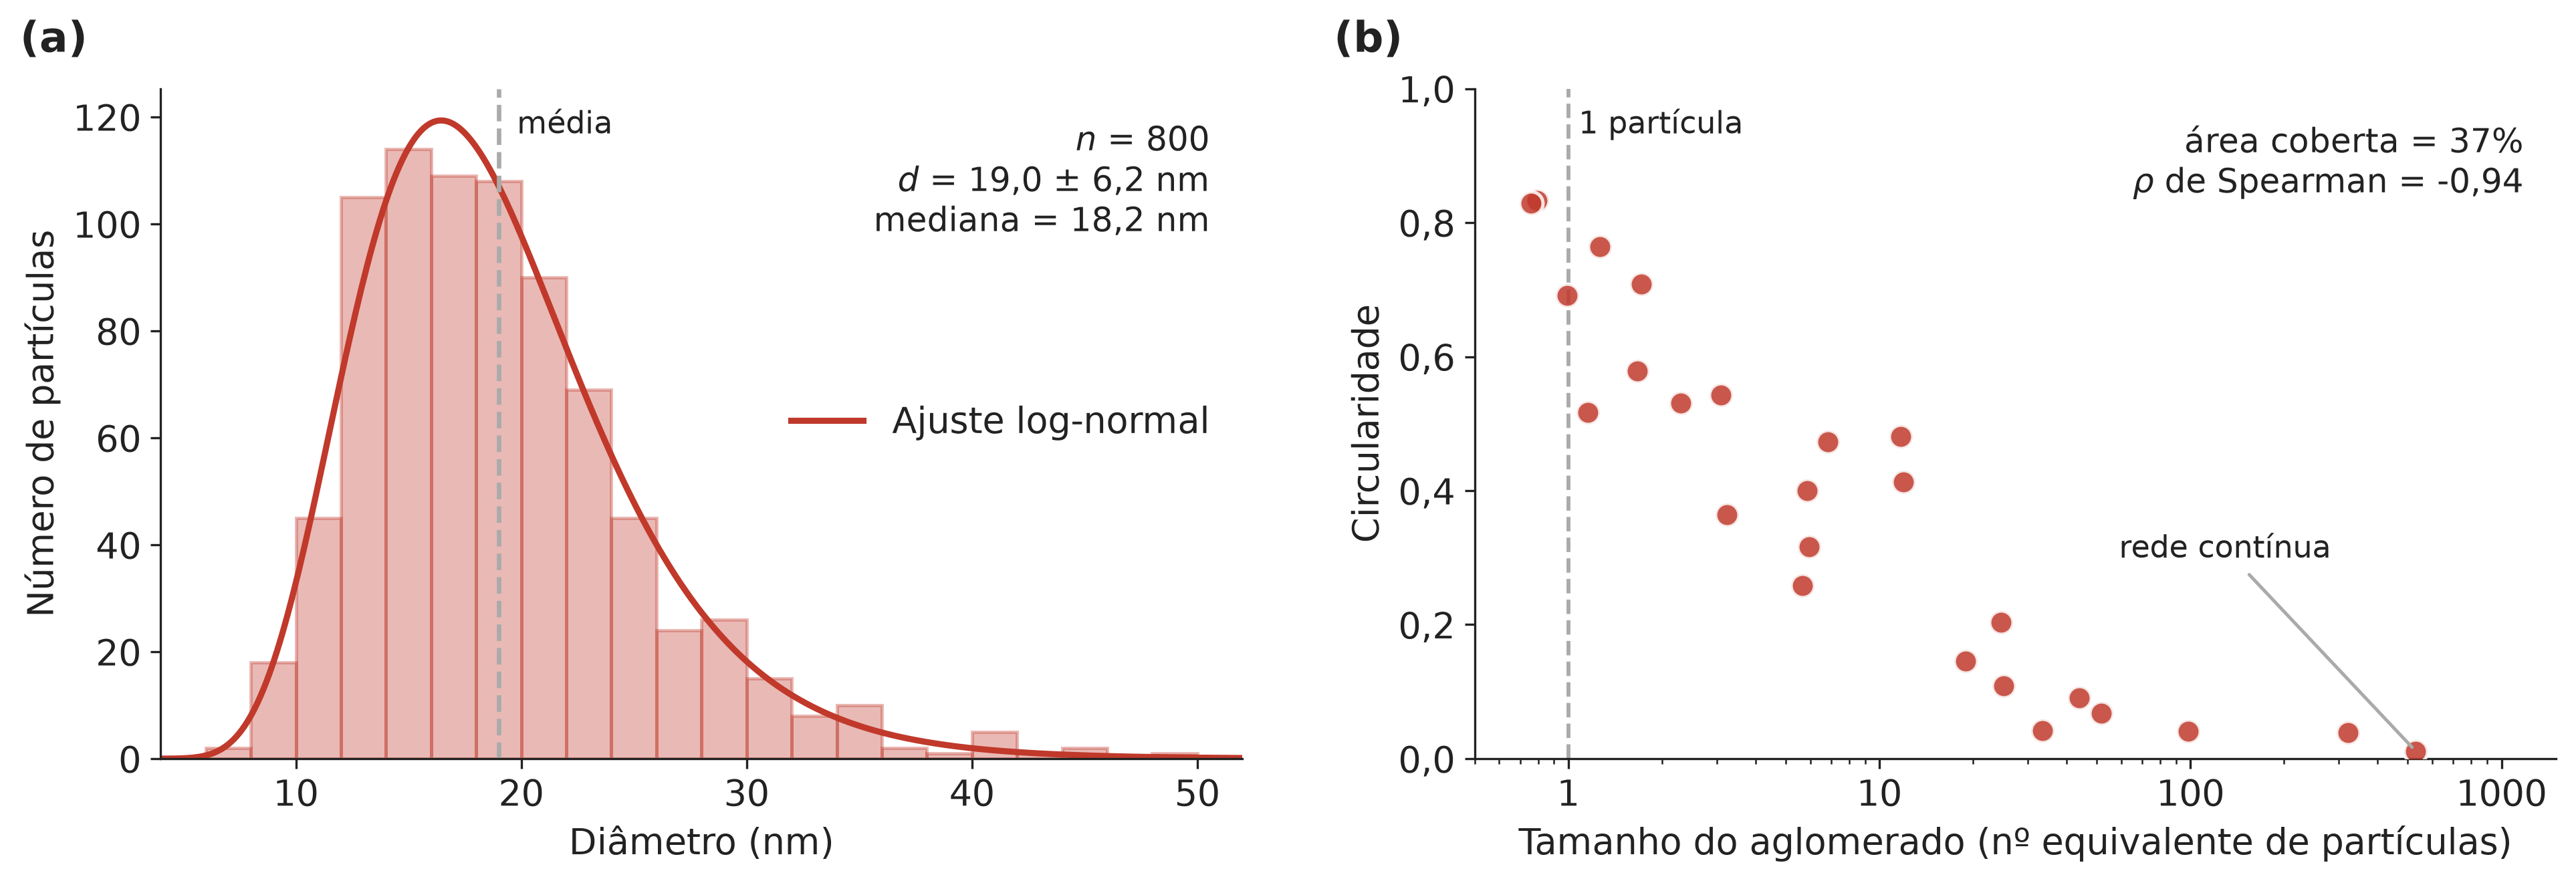 (a)
120
100
80
60
40
20
0
Número de partículas
média
n = 800
d = 19,0 ± 6,2 nm
mediana = 18,2 nm
Ajuste log-normal
10 20 30 40 50
Diâmetro (nm)
(b)
1,0
0,8
0,6
0,4
0,2
0,0
Circularidade
1 partícula
área coberta = 37%
ρ de Spearman = -0,94
rede contínua
1 10 100 1000
Tamanho do aglomerado (nº equivalente de partículas)